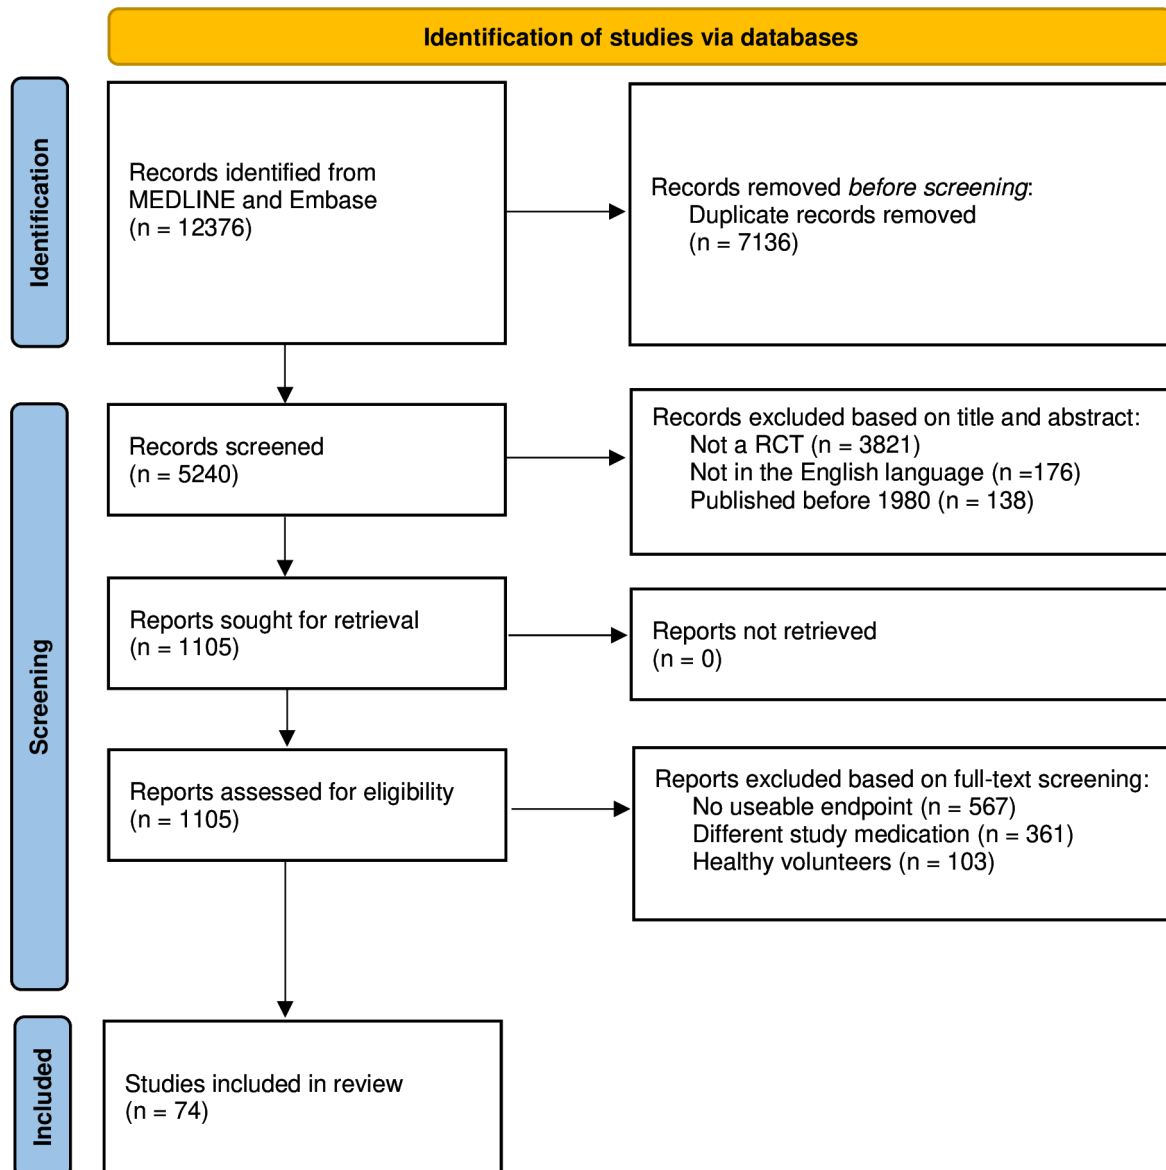 Identification of studies via databases
Identification
Records identified from
MEDLINE and Embase
(n = 12376)
Records removed before screening:
Duplicate records removed
(n = 7136)
Screening
Records screened
(n = 5240)
Records excluded based on title and abstract:
Not a RCT (n = 3821)
Not in the English language (n =176)
Published before 1980 (n = 138)
Reports sought for retrieval
(n = 1105)
Reports not retrieved
(n = 0)
Reports assessed for eligibility
(n = 1105)
Reports excluded based on full-text screening:
No useable endpoint (n = 567)
Different study medication (n = 361)
Healthy volunteers (n = 103)
Included
Studies included in review
(n = 74)